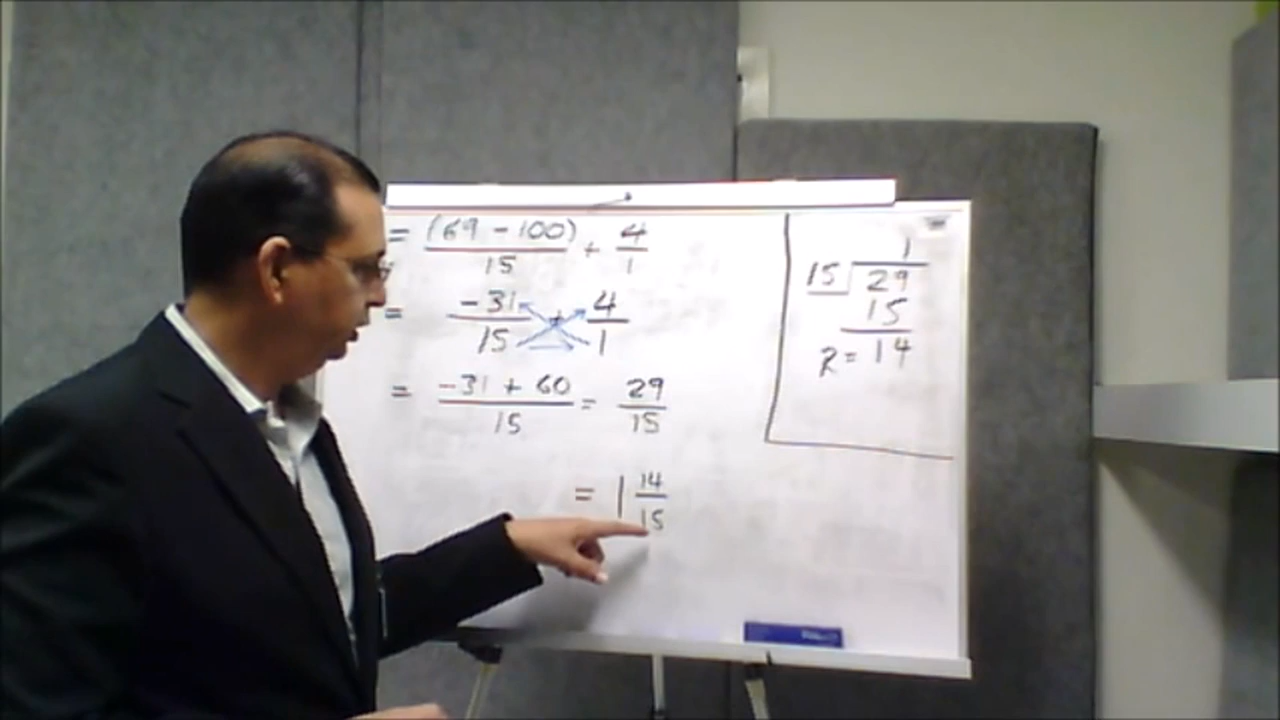 = (69 - 100)/15 + 4/1
= -31/15 + 4/1
= -31 + 60/15 = 29/15
= 1 14/15
1
15 29
15
R = 14